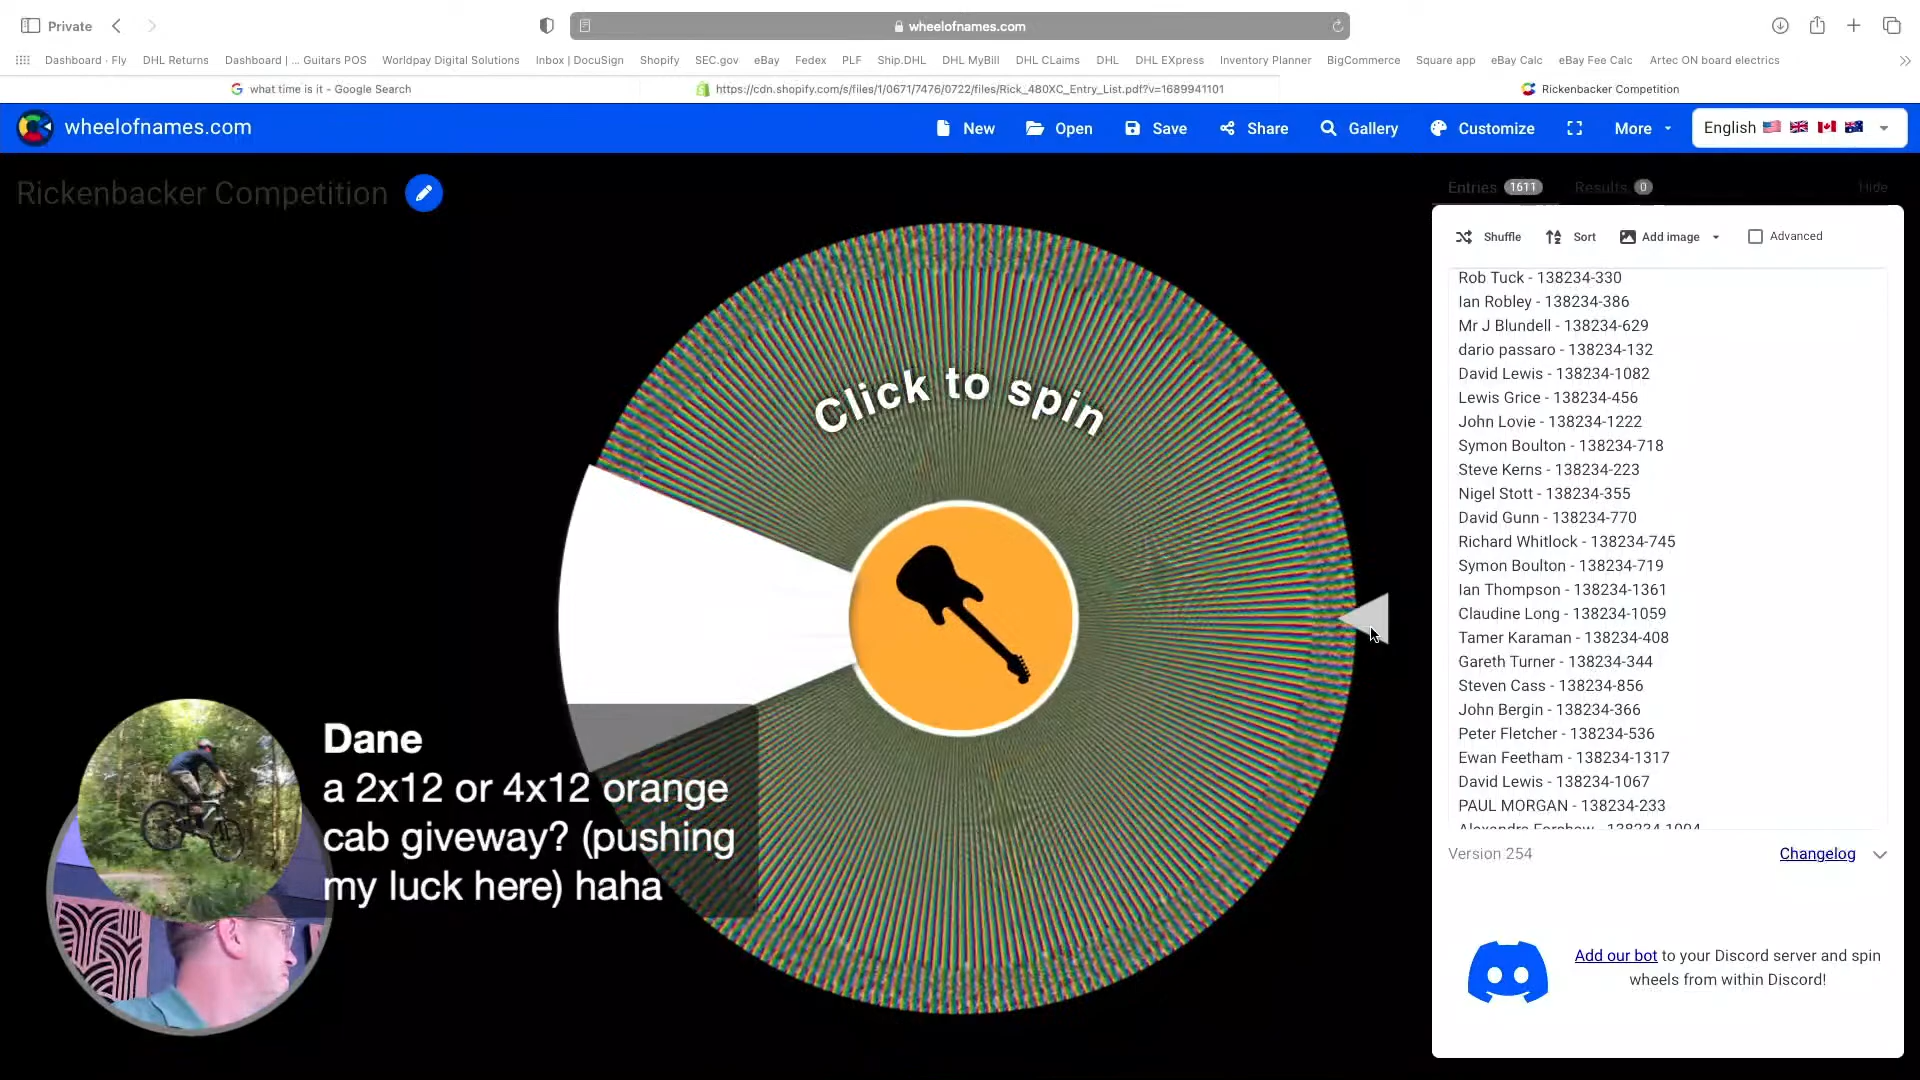 Private
wheelofnames.com
Dashboard · Fly
DHL Returns
Dashboard | ... Guitars POS
Worldpay Digital Solutions
Inbox | DocuSign
Shopify
SEC.gov
eBay
Fedex
PLF
Ship.DHL
DHL MyBill
DHL CLaims
DHL
DHL EXpress
Inventory Planner
BigCommerce
Square app
eBay Calc
eBay Fee Calc
Artec ON board electrics
what time is it - Google Search
https://cdn.shopify.com/s/files/1/0671/7476/0722/files/Rick_480XC_Entry_List.pdf?v=1689941101
Rickenbacker Competition
wheelofnames.com
New
Open
Save
Share
Gallery
Customize
More
English
Rickenbacker Competition
Entries 1611
Results 0
Hide
Shuffle
Sort
Add image
Advanced
Rob Tuck - 138234-330
Ian Robley - 138234-386
Mr J Blundell - 138234-629
dario passaro - 138234-132
David Lewis - 138234-1082
Lewis Grice - 138234-456
John Lovie - 138234-1222
Symon Boulton - 138234-718
Steve Kerns - 138234-223
Nigel Stott - 138234-355
David Gunn - 138234-770
Richard Whitlock - 138234-745
Symon Boulton - 138234-719
Ian Thompson - 138234-1361
Claudine Long - 138234-1059
Tamer Karaman - 138234-408
Gareth Turner - 138234-344
Steven Cass - 138234-856
John Bergin - 138234-366
Peter Fletcher - 138234-536
Ewan Feetham - 138234-1317
David Lewis - 138234-1067
PAUL MORGAN - 138234-233
Click to spin
Version 254
Changelog
Add our bot to your Discord server and spin
wheels from within Discord!
Dane
a 2x12 or 4x12 orange
cab giveway? (pushing
my luck here) haha